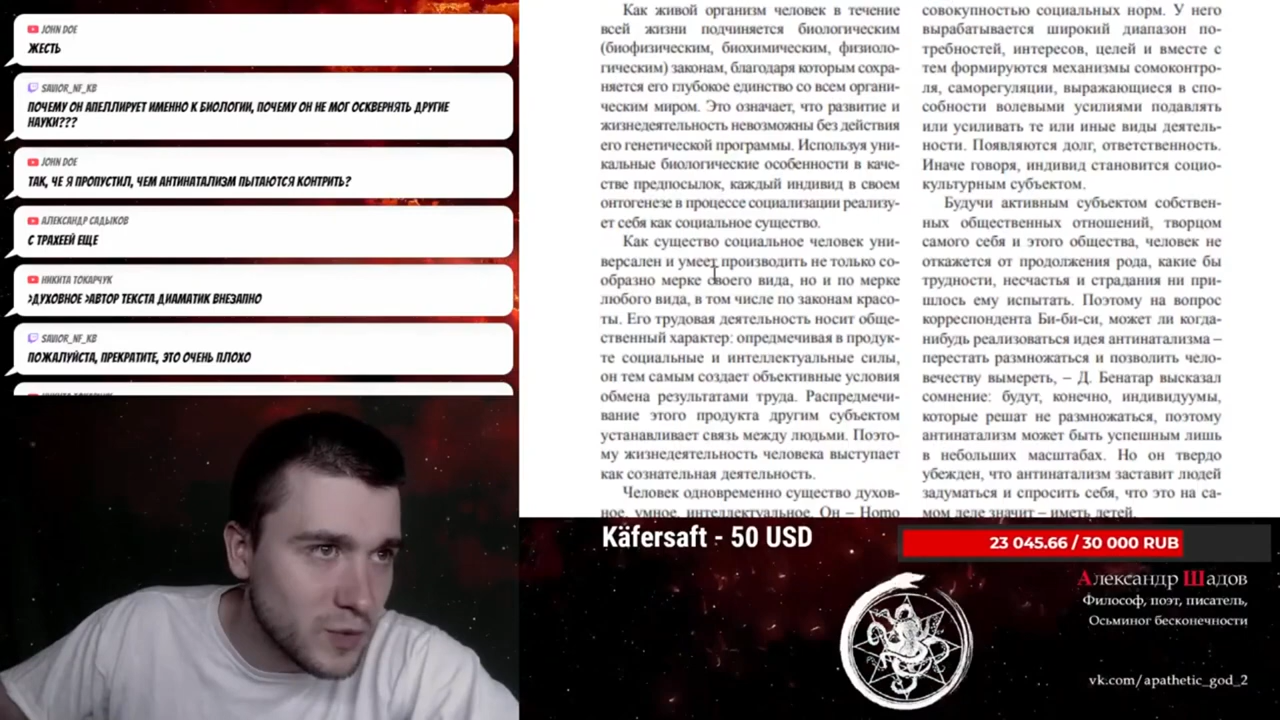 JOHN DOE
ЖЕСТЬ
SAVIOR_NF_KB
ПОЧЕМУ ОН АПЕЛЛИРУЕТ ИМЕННО К БИОЛОГИИ, ПОЧЕМУ ОН НЕ МОГ ОСКВЕРНЯТЬ ДРУГИЕ
НАУКИ???
JOHN DOE
ТАК, ЧЕ Я ПРОПУСТИЛ, ЧЕМ АНТИНАТАЛИЗМ ПЫТАЮТСЯ КОНТРИТЬ?
АЛЕКСАНДР САДЫКОВ
С ТРАХЕЕЙ ЕЩЕ
НИКИТА ТОКАРЧУК
>ДУХОВНОЕ >АВТОР ТЕКСТА ДИАМАТИК ВНЕЗАПНО
SAVIOR_NF_KB
ПОЖАЛУЙСТА, ПРЕКРАТИТЕ, ЭТО ОЧЕНЬ ПЛОХО
Как живой организм человек в течение
всей жизни подчиняется биологическим
(биофизическим, биохимическим, физиоло-
гическим) законам, благодаря которым сохра-
няется его глубокое единство со всем органи-
ческим миром. Это означает, что развитие и
жизнедеятельность невозможны без действия
его генетической программы. Используя уни-
кальные биологические особенности в каче-
стве предпосылок, каждый индивид в своем
онтогенезе в процессе социализации реализу-
ет себя как социальное существо.
Как существо социальное человек уни-
версален и умеет производить не только со-
образно мерке своего вида, но и по мерке
любого вида, в том числе по законам красо-
ты. Его трудовая деятельность носит обще-
ственный характер: опредмечивая в продук-
те социальные и интеллектуальные силы,
он тем самым создает объективные условия
обмена результатами труда. Распредмечи-
вание этого продукта другим субъектом
устанавливает связь между людьми. Поэто-
му жизнедеятельность человека выступает
как сознательная деятельность.
Человек одновременно существо духов-
ное, умное, интеллектуальное. Он – Homo
совокупностью социальных норм. У него
вырабатывается широкий диапазон по-
требностей, интересов, целей и вместе с
тем формируются механизмы сомоконтро-
ля, саморегуляции, выражающиеся в спо-
собности волевыми усилиями подавлять
или усиливать те или иные виды деятель-
ности. Появляются долг, ответственность.
Иначе говоря, индивид становится социо-
культурным субъектом.
Будучи активным субъектом собствен-
ных общественных отношений, творцом
самого себя и этого общества, человек не
откажется от продолжения рода, какие бы
трудности, несчастья и страдания ни при-
шлось ему испытать. Поэтому на вопрос
корреспондента Би-би-си, может ли когда-
нибудь реализоваться идея антинатализма –
перестать размножаться и позволить чело-
вечеству вымереть, – Д. Бенатар высказал
сомнение: будут, конечно, индивидуумы,
которые решат не размножаться, поэтому
антинатализм может быть успешным лишь
в небольших масштабах. Но он твердо
убежден, что антинатализм заставит людей
задуматься и спросить себя, что это на са-
мом деле значит – иметь детей.
Käfersaft - 50 USD
23 045.66 / 30 000 RUB
Александр Шадов
Философ, поэт, писатель,
Осьминог бесконечности
vk.com/apathetic_god_2